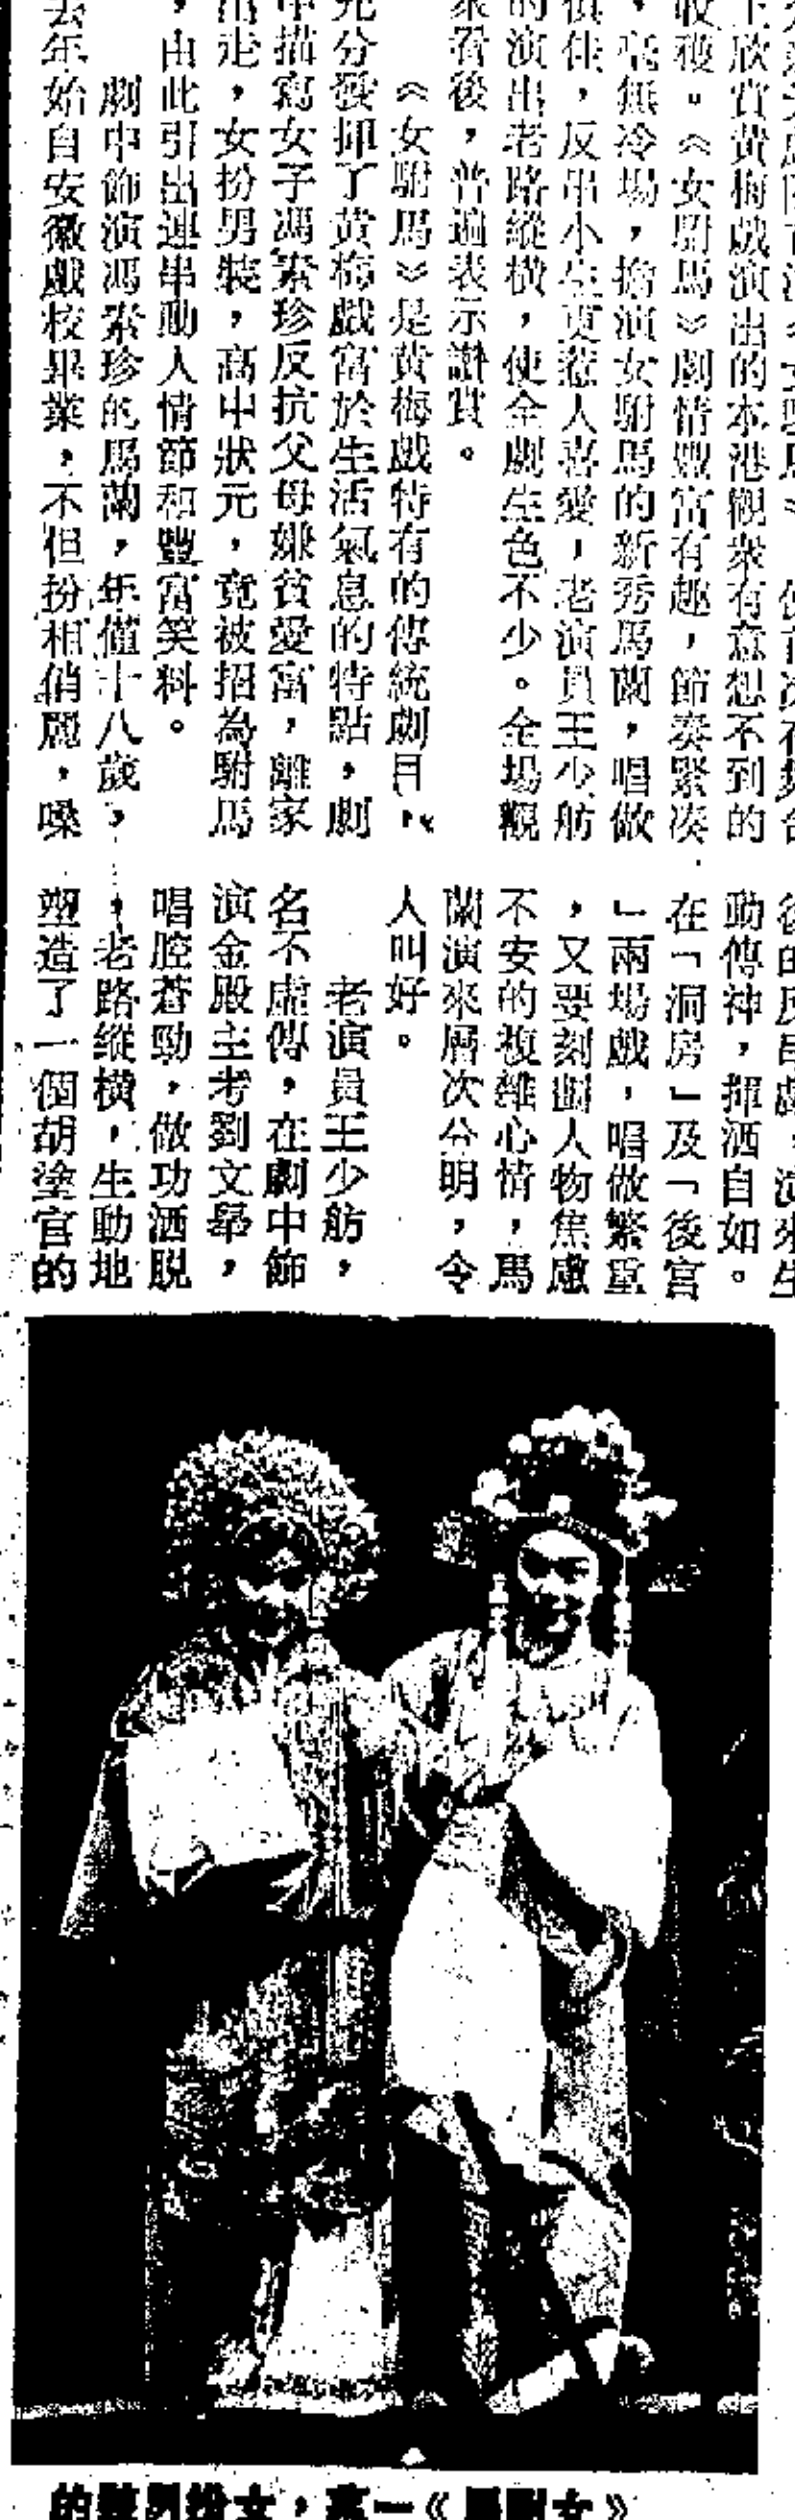 下欣賞黃梅戲演出的本港觀衆有意想不到的
收穫。《女駙馬》劇情豐富有趣,節奏緊凑
,毫無冷場,擔演女駙馬的新秀馬蘭,唱做
俱佳,反串小生更惹人喜愛,老演員王少舫
的演出老路縱橫,使全劇生色不少。全場觀
衆看後,普遍表示讚賞。
《女駙馬》是黃梅戲特有的傳統劇目,
充分發揮了黃梅戲富於生活氣息的特點,劇
中描寫女子馮素珍反抗父母嫌貧愛富,離家
出走,女扮男裝,高中狀元,竟被招為駙馬
,由此引出連串動人情節和豐富笑料。
劇中飾演馮素珍的馬蘭,年僅十八歲,
去年始自安徽戲校畢業,不但扮相俏麗,嗓
動傳神,揮洒自如。
在「洞房」及「後宮
」兩場戲,唱做繁重
,又要刻劃人物焦慮
不安的複雜心情,馬
蘭演來層次分明,令
人叫好。
老演員王少舫,
名不虛傳,在劇中飾
演金殿主考劉文舉,
唱腔蒼勁,做功洒脱
,老路縱橫,生動地
塑造了一個胡塗官的